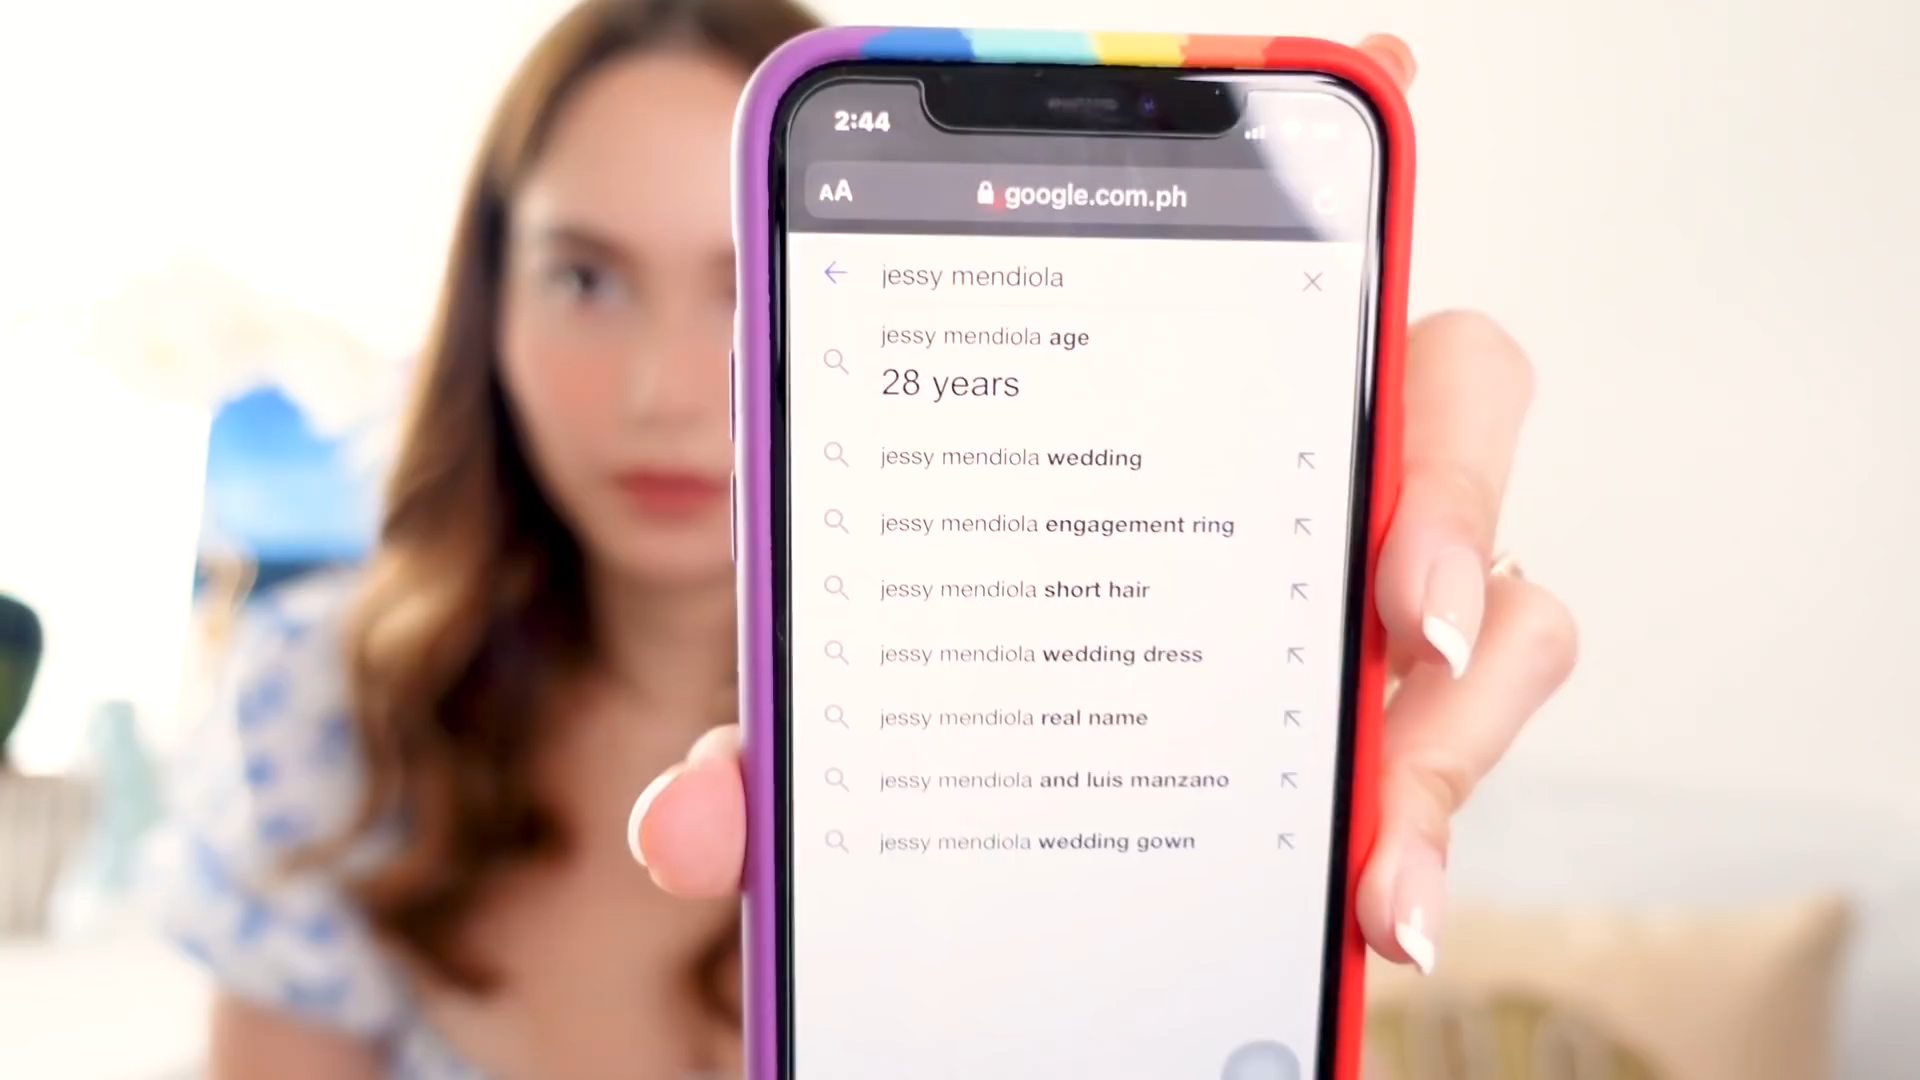 2:44
AA google.com.ph
jessy mendiola
jessy mendiola age
28 years
jessy mendiola wedding
jessy mendiola engagement ring
jessy mendiola short hair
jessy mendiola wedding dress
jessy mendiola real name
jessy mendiola and luis manzano
jessy mendiola wedding gown